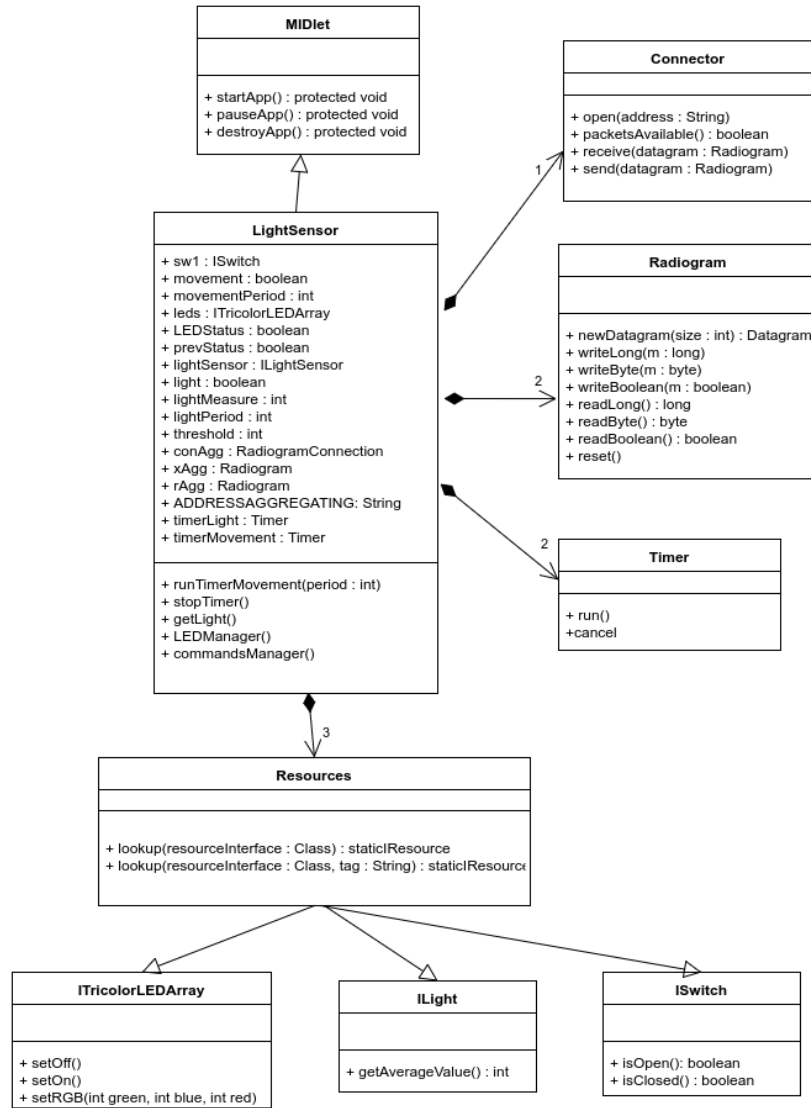 MIDlet
+ startApp() : protected void
+ pauseApp() : protected void
+ destroyApp() : protected void
Connector
+ open(address : String)
+ packetsAvailable() : boolean
+ receive(datagram : Radiogram)
+ send(datagram : Radiogram)
1
LightSensor
+ sw1 : ISwitch
+ movement : boolean
+ movementPeriod : int
+ leds : ITricolorLEDArray
+ LEDStatus : boolean
+ prevStatus : boolean
+ lightSensor : ILightSensor
+ light : boolean
+ lightMeasure : int
+ lightPeriod : int
+ threshold : int
+ conAgg : RadiogramConnection
+ xAgg : Radiogram
+ rAgg : Radiogram
+ ADDRESSAGGREGATING: String
+ timerLight : Timer
+ timerMovement : Timer
+ runTimerMovement(period : int)
+ stopTimer()
+ getLight()
+ LEDManager()
+ commandsManager()
Radiogram
+ newDatagram(size : int) : Datagram
+ writeLong(m : long)
+ writeByte(m : byte)
+ writeBoolean(m : boolean)
+ readLong() : long
+ readByte() : byte
+ readBoolean() : boolean
+ reset()
2
2
Timer
+ run()
+cancel
3
Resources
+ lookup(resourceInterface : Class) : staticIResource
+ lookup(resourceInterface : Class, tag : String) : staticIResource
ITricolorLEDArray
+ setOff()
+ setOn()
+ setRGB(int green, int blue, int red)
ILight
+ getAverageValue() : int
ISwitch
+ isOpen(): boolean
+ isClosed() : boolean